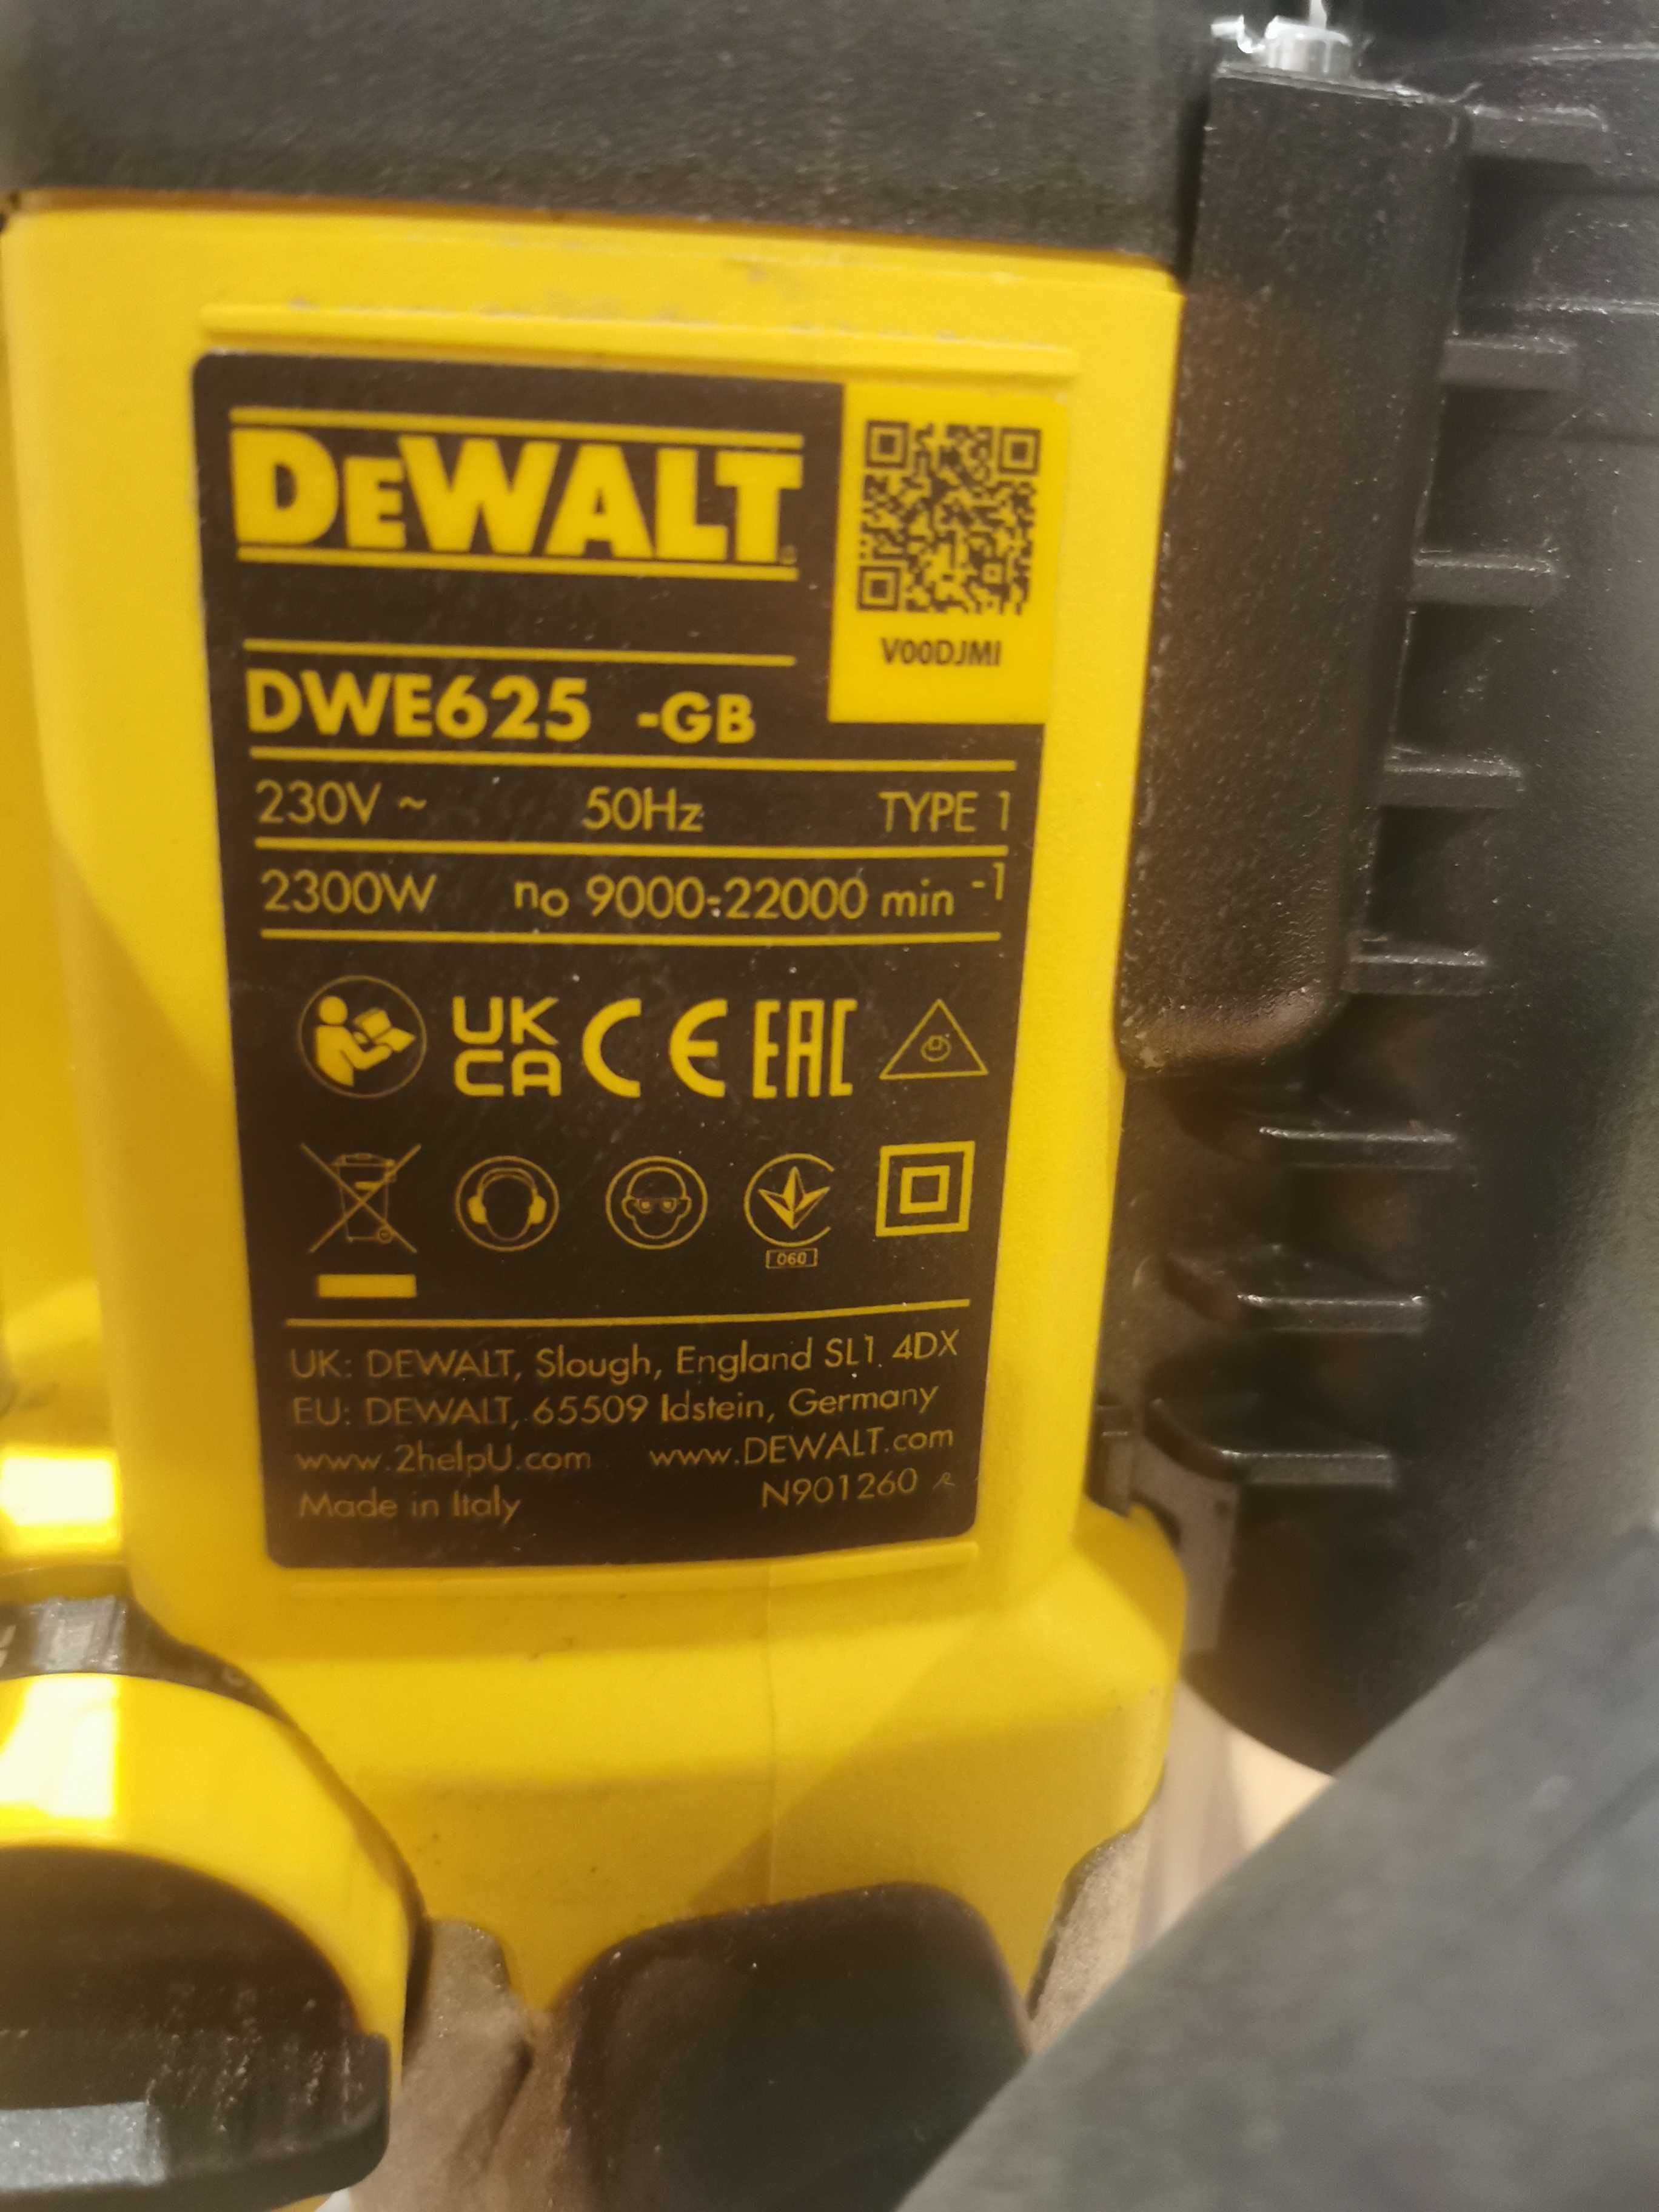 DEWALT
V00DJMI
DWE625 -GB
230V ~ 50Hz TYPE 1
2300W no 9000-22000 min -1
UK CA CE EAC
060
UK: DEWALT, Slough, England SL1 4DX
EU: DEWALT, 65509 Idstein, Germany
www.2helpU.com www.DEWALT.com
Made in Italy N901260